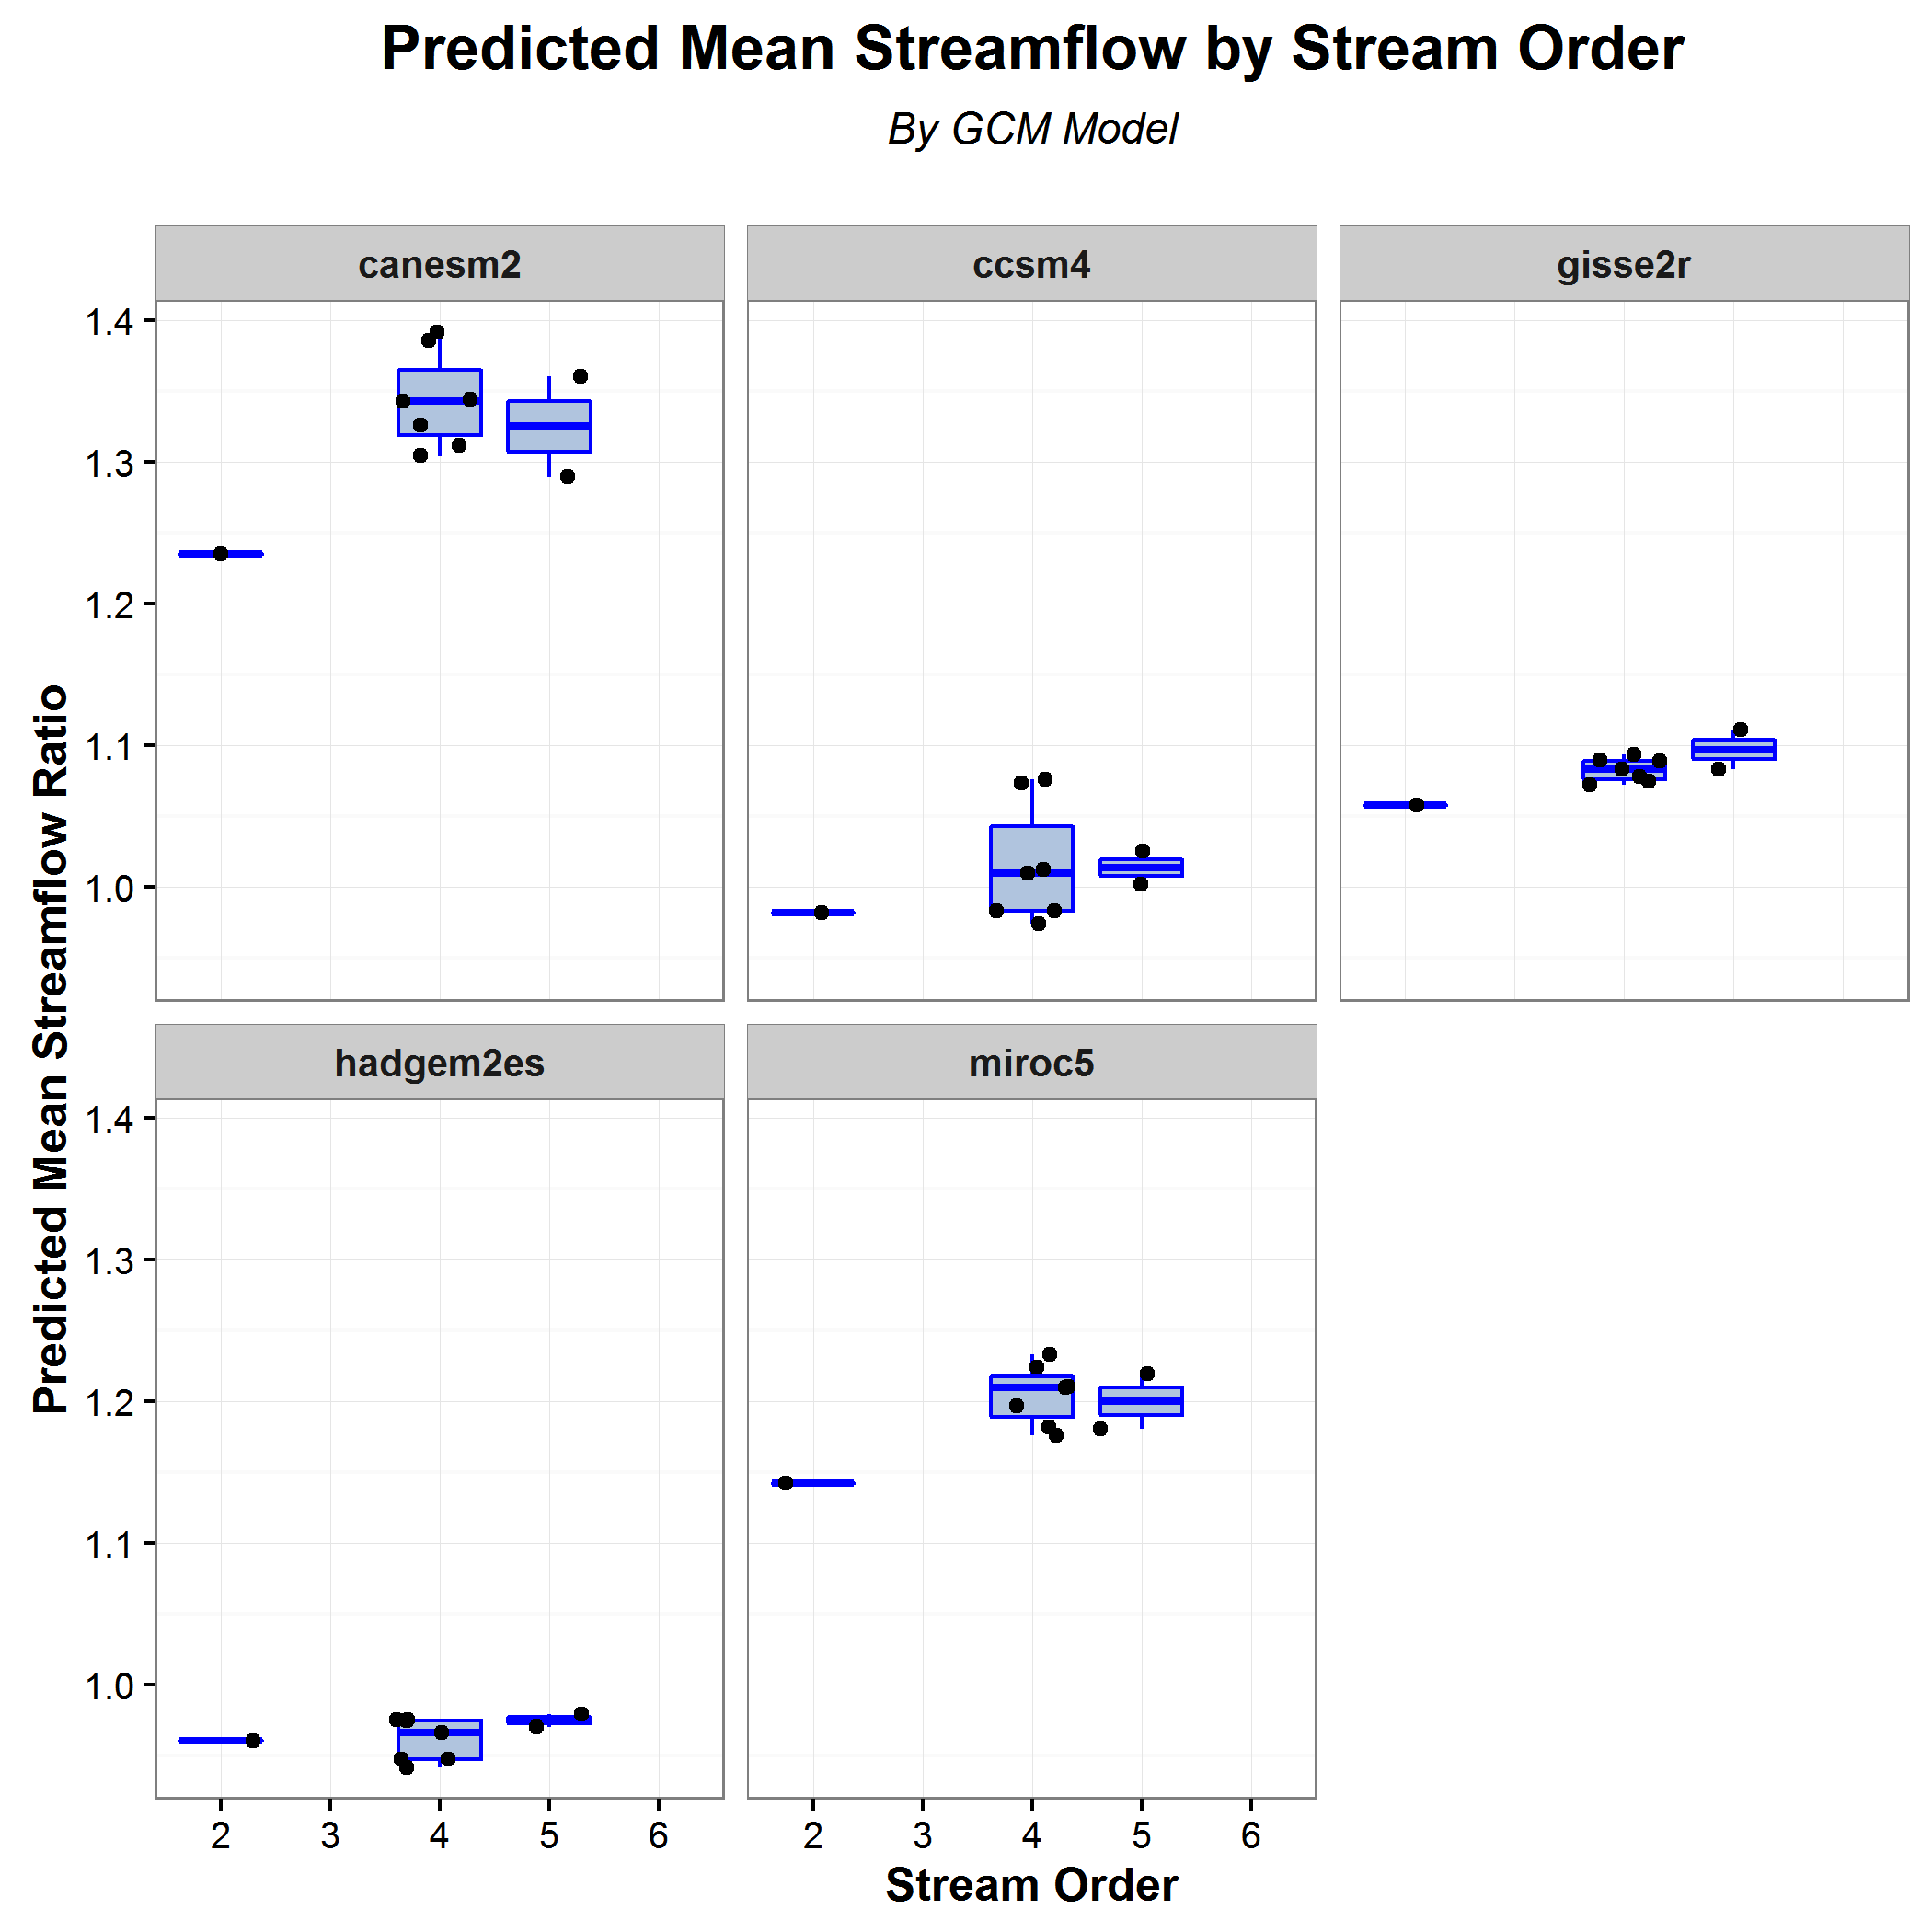 Predicted Mean Streamflow by Stream Order
By GCM Model
canesm2
ccsm4
gisse2r
1.4
1.3
1.2
1.1
1.0
Predicted Mean Streamflow Ratio
hadgem2es
miroc5
1.4
1.3
1.2
1.1
1.0
2 3 4 5 6
2 3 4 5 6
Stream Order